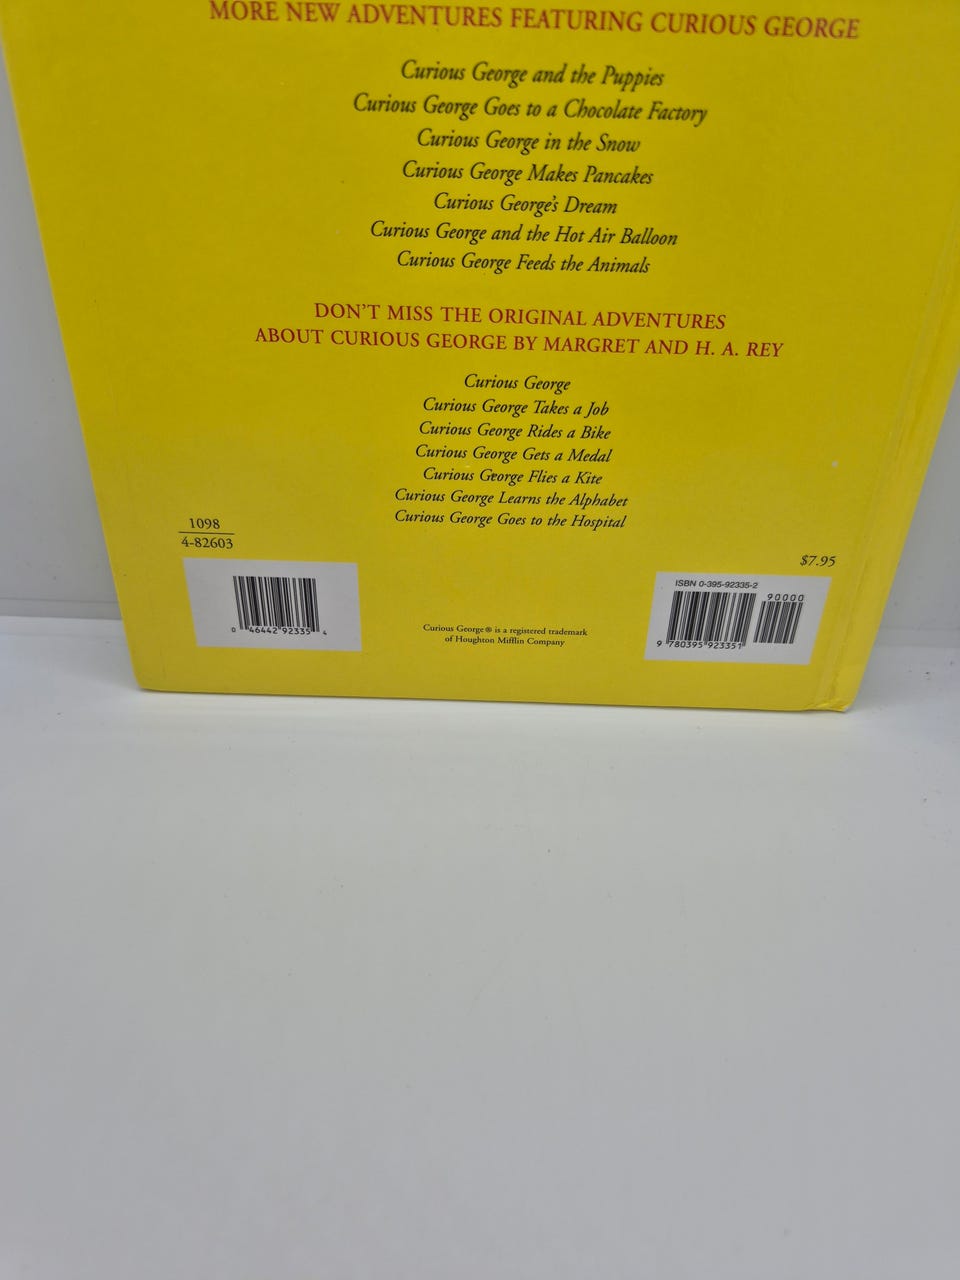 MORE NEW ADVENTURES FEATURING CURIOUS GEORGE
Curious George and the Puppies
Curious George Goes to a Chocolate Factory
Curious George in the Snow
Curious George Makes Pancakes
Curious George's Dream
Curious George and the Hot Air Balloon
Curious George Feeds the Animals
DON'T MISS THE ORIGINAL ADVENTURES
ABOUT CURIOUS GEORGE BY MARGRET AND H. A. REY
Curious George
Curious George Takes a Job
Curious George Rides a Bike
Curious George Gets a Medal
Curious George Flies a Kite
Curious George Learns the Alphabet
Curious George Goes to the Hospital
1098
4-82603
0 46442 92335 4
Curious George® is a registered trademark
of Houghton Mifflin Company
$7.95
ISBN 0-395-92335-2
90000
9 780395 923351